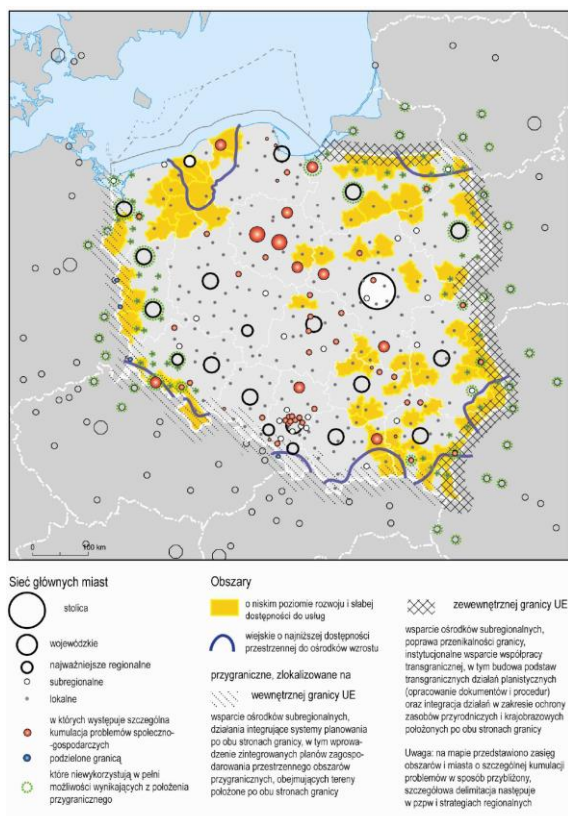 0
100 km
Sieć głównych miast
stolica
wojewódzkie
najważniejsze regionalne
subregionalne
lokalne
w których występuje szczególna
kumulacja problemów społeczno-
-gospodarczych
podzielone granicą
które niewykorzystują w pełni
możliwości wynikających z położenia
przygranicznego
Obszary
o niskim poziomie rozwoju i słabej
dostępności do usług
wiejskie o najniższej dostępności
przestrzennej do ośrodków wzrostu
przygraniczne, zlokalizowane na
wewnętrznej granicy UE
wsparcie ośrodków subregionalnych,
działania integrujące systemy planowania
po obu stronach granicy, w tym wprowa-
dzenie zintegrowanych planów zagospo-
darowania przestrzennego obszarów
przygranicznych, obejmujących tereny
położone po obu stronach granicy
zewewnętrznej granicy UE
wsparcie ośrodków subregionalnych,
poprawa przenikalności granicy,
instytucjonalne wsparcie współpracy
transgranicznej, w tym budowa podstaw
transgranicznych działań planistycznych
(opracowanie dokumentów i procedur)
oraz integracja działań w zakresie ochrony
zasobów przyrodniczych i krajobrazowych
położonych po obu stronach granicy
Uwaga: na mapie przedstawiono zasięg
obszarów i miasta o szczególnej kumulacji
problemów w sposób przybliżony,
szczegółowa delimitacja następuje
w pzpw i strategiach regionalnych